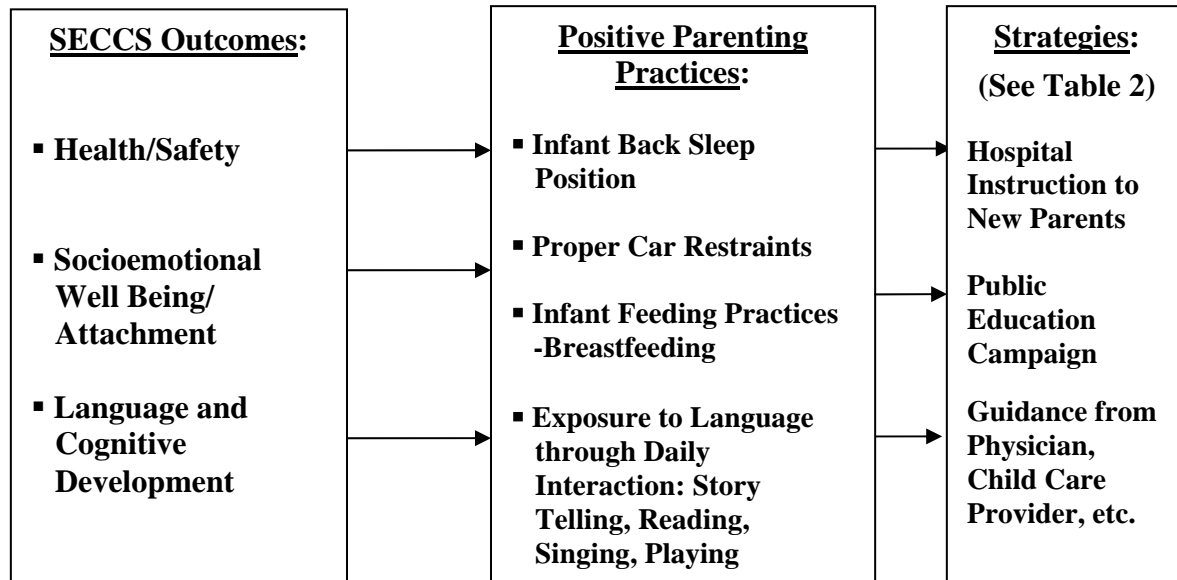 SECCS Outcomes:
▪ Health/Safety
▪ Socioemotional
Well Being/
Attachment
▪ Language and
Cognitive
Development
Positive Parenting
Practices:
▪ Infant Back Sleep
Position
▪ Proper Car Restraints
▪ Infant Feeding Practices
-Breastfeeding
▪ Exposure to Language
through Daily
Interaction: Story
Telling, Reading,
Singing, Playing
Strategies:
(See Table 2)
Hospital
Instruction to
New Parents
Public
Education
Campaign
Guidance from
Physician,
Child Care
Provider, etc.